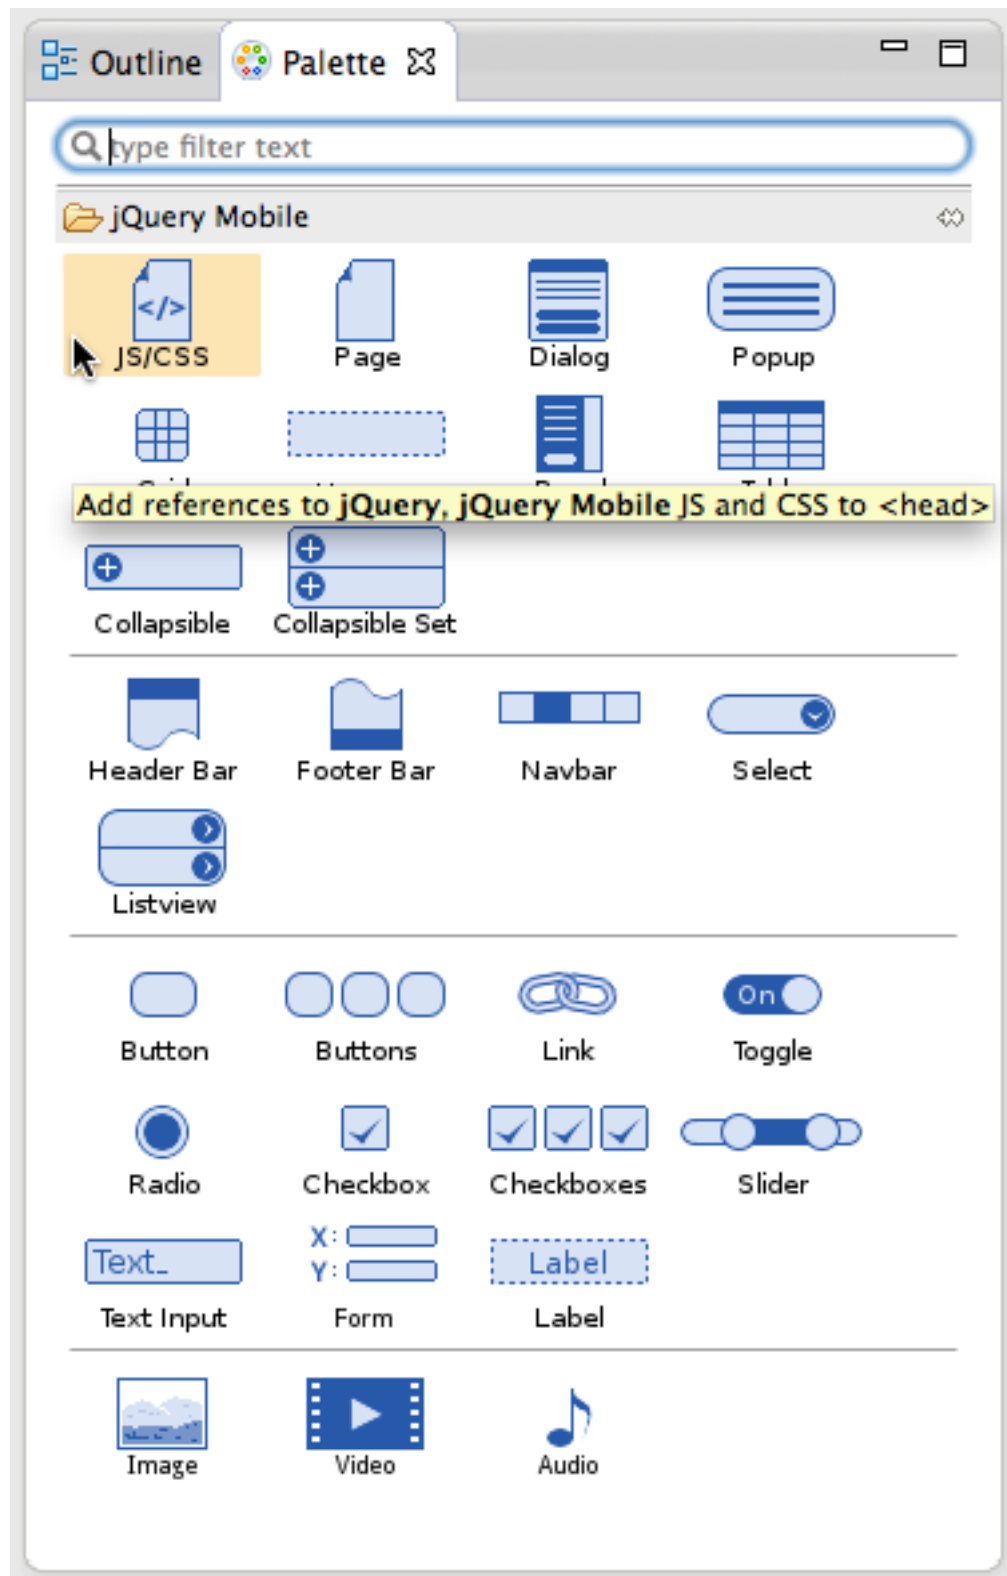 Outline Palette
type filter text
jQuery Mobile
</>
JS/CSS Page Dialog Popup
Add references to jQuery, jQuery Mobile JS and CSS to <head>
Collapsible Collapsible Set
Header Bar Footer Bar Navbar Select
Listview
On
Button Buttons Link Toggle
Radio Checkbox Checkboxes Slider
Text_ X: Y: Label
Text Input Form Label
Image Video Audio